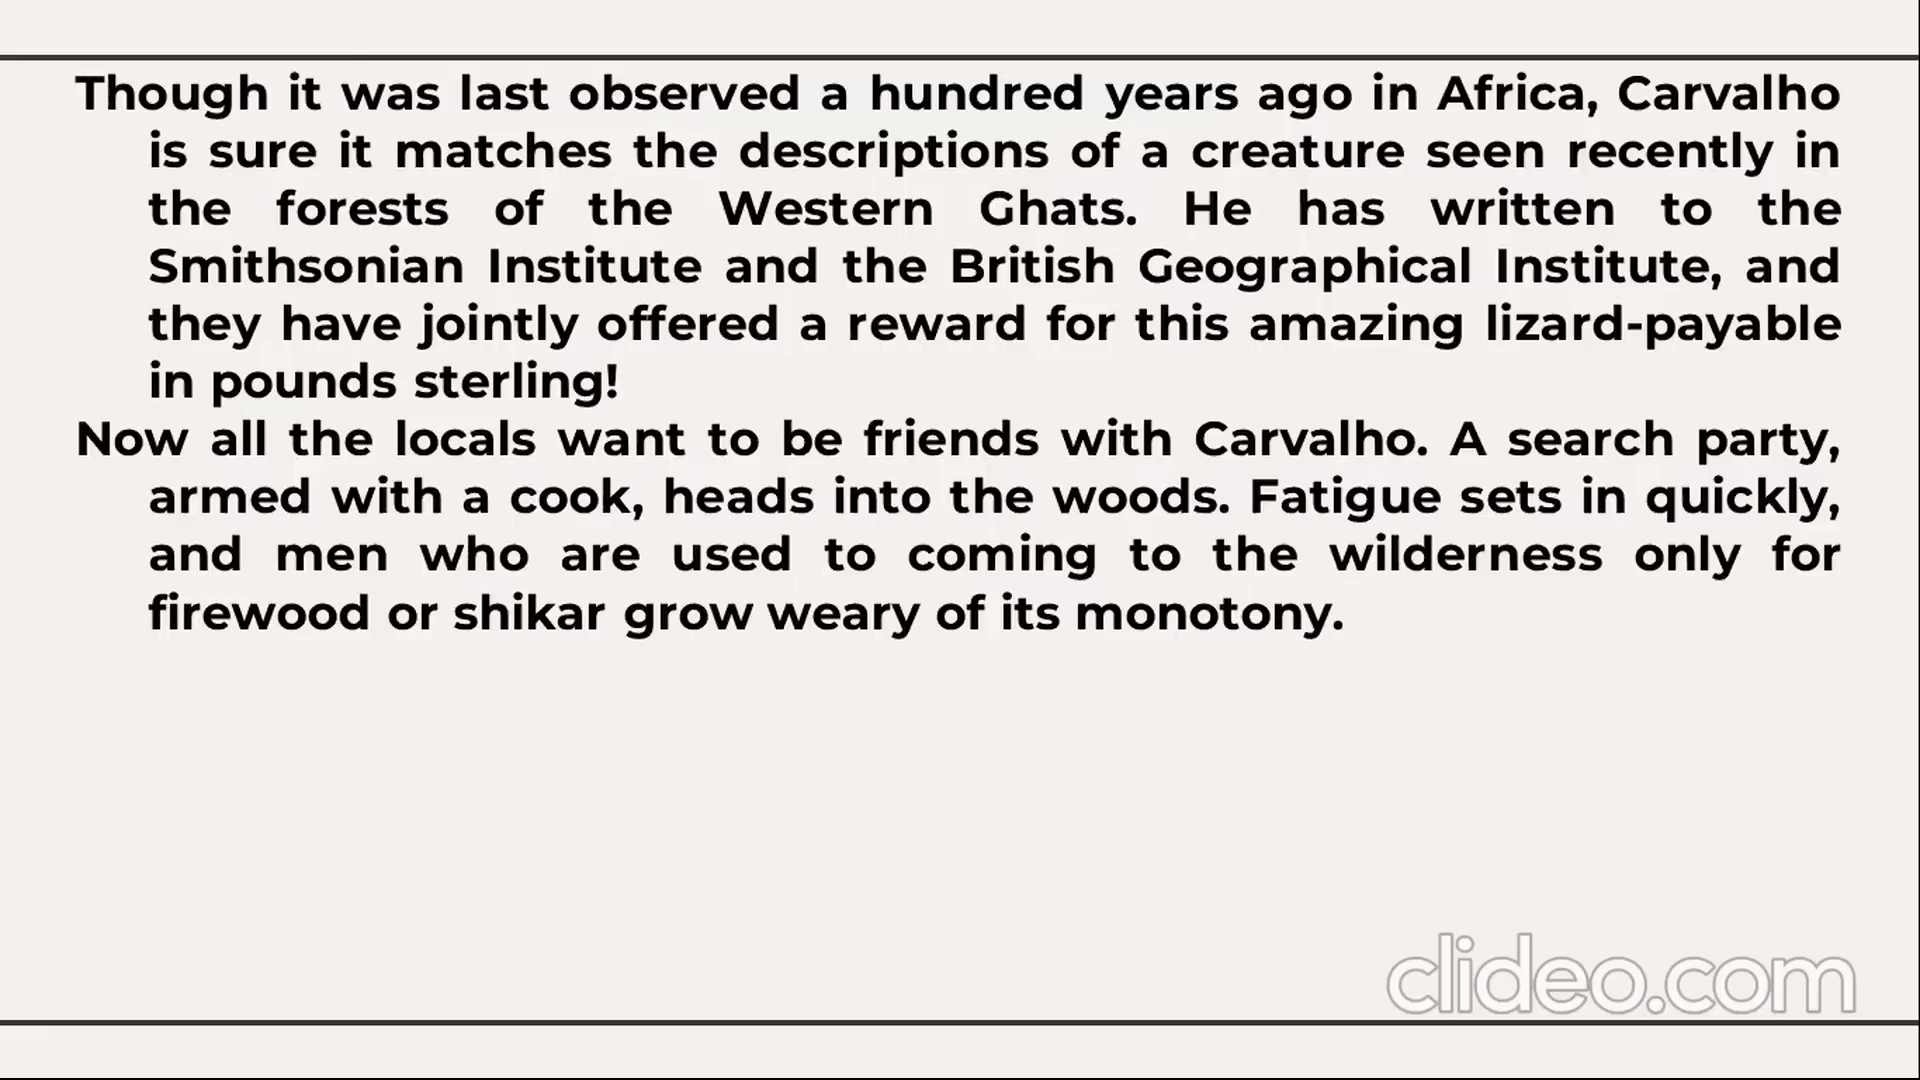 Though it was last observed a hundred years ago in Africa, Carvalho
is sure it matches the descriptions of a creature seen recently in
the forests of the Western Ghats. He has written to the
Smithsonian Institute and the British Geographical Institute, and
they have jointly offered a reward for this amazing lizard-payable
in pounds sterling!
Now all the locals want to be friends with Carvalho. A search party,
armed with a cook, heads into the woods. Fatigue sets in quickly,
and men who are used to coming to the wilderness only for
firewood or shikar grow weary of its monotony.
clideo.com